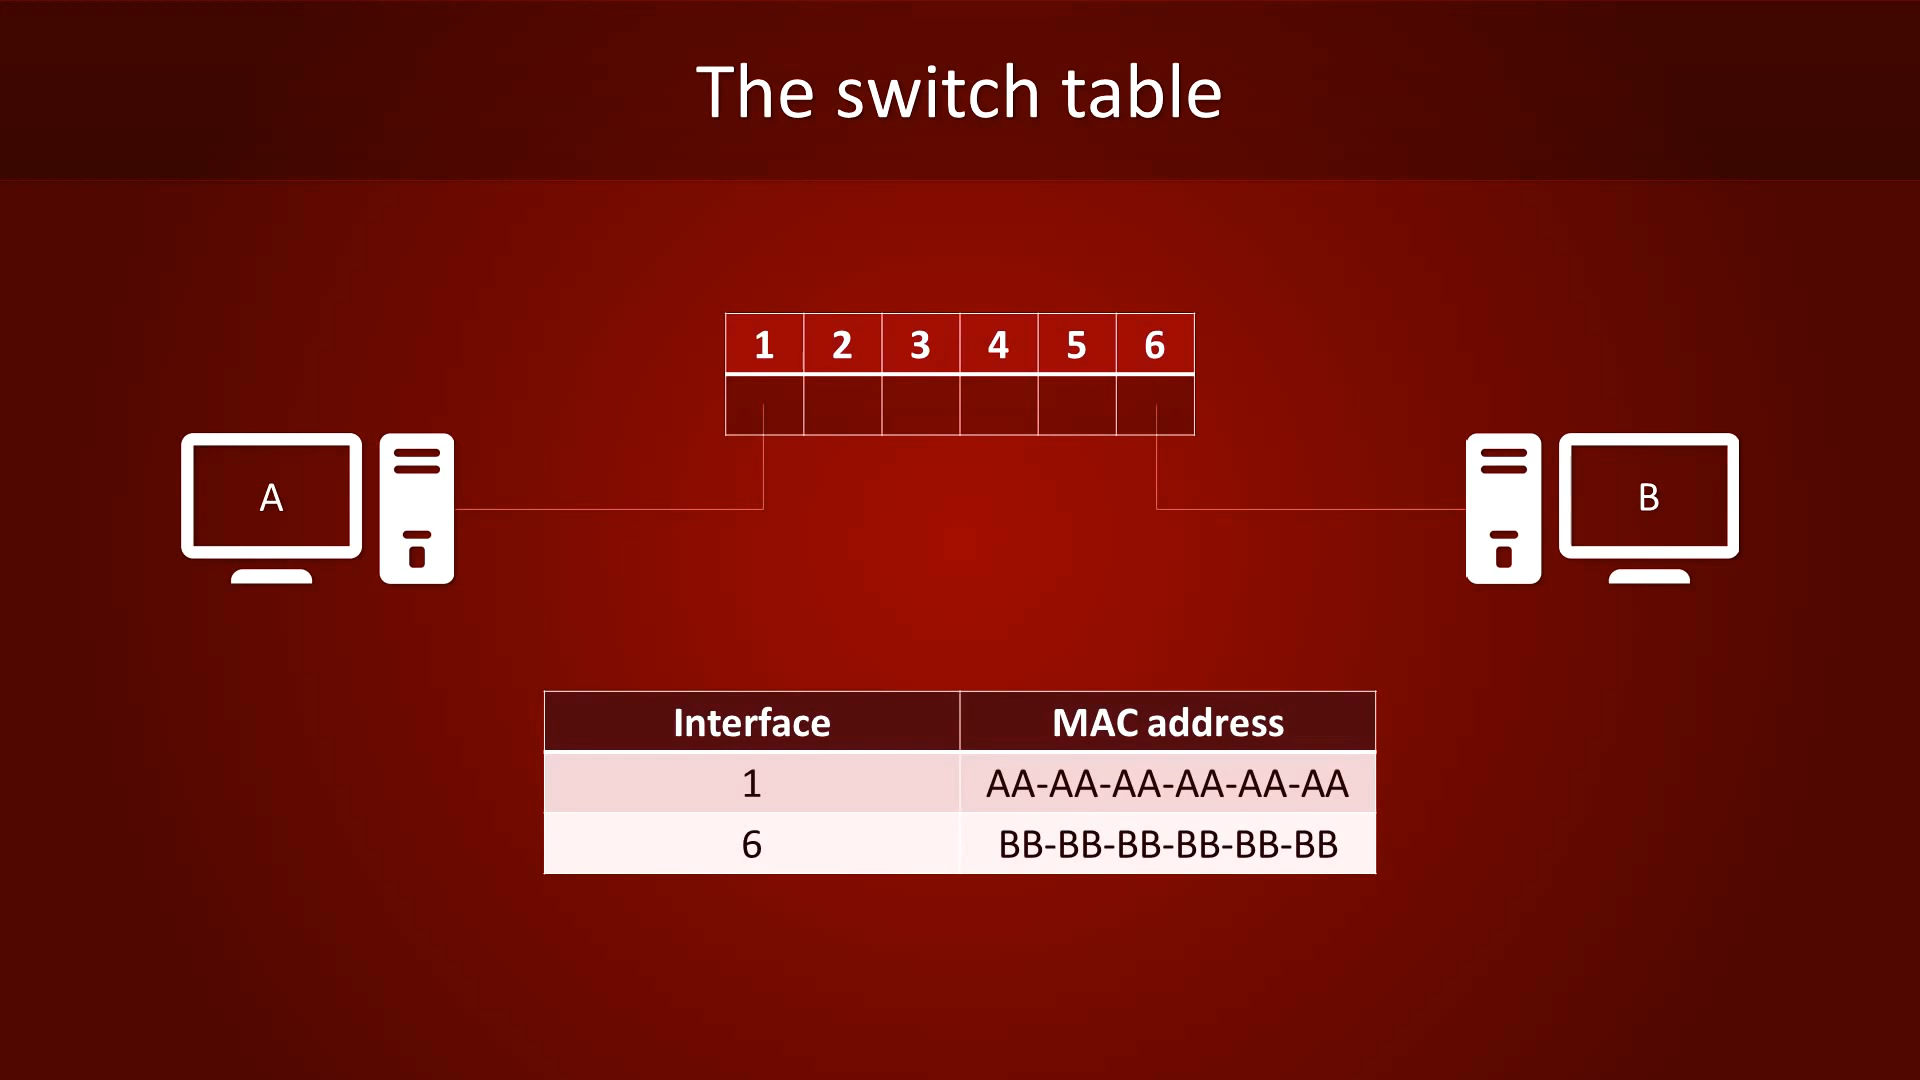 The switch table
1 2 3 4 5 6
A
B
Interface MAC address
1 AA-AA-AA-AA-AA-AA
6 BB-BB-BB-BB-BB-BB